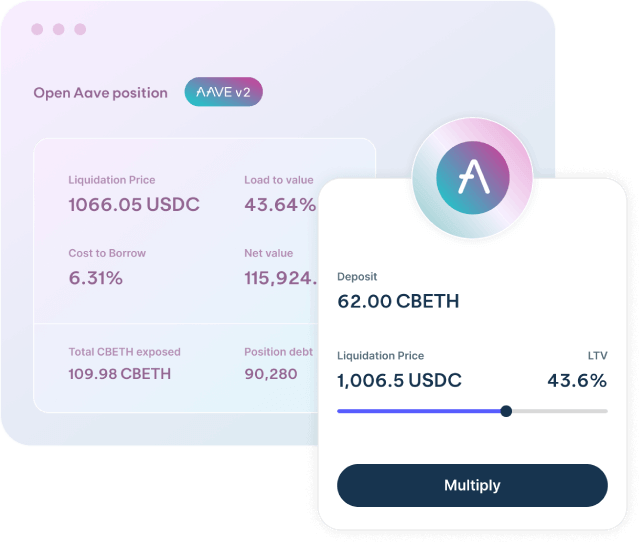 Open Aave position
AAVE v2
Liquidation Price
Load to value
1066.05 USDC
43.64%
Cost to Borrow
Net value
6.31%
115,924.
Total CBETH exposed
Position debt
109.98 CBETH
90,280
Deposit
62.00 CBETH
Liquidation Price
LTV
1,006.5 USDC
43.6%
Multiply